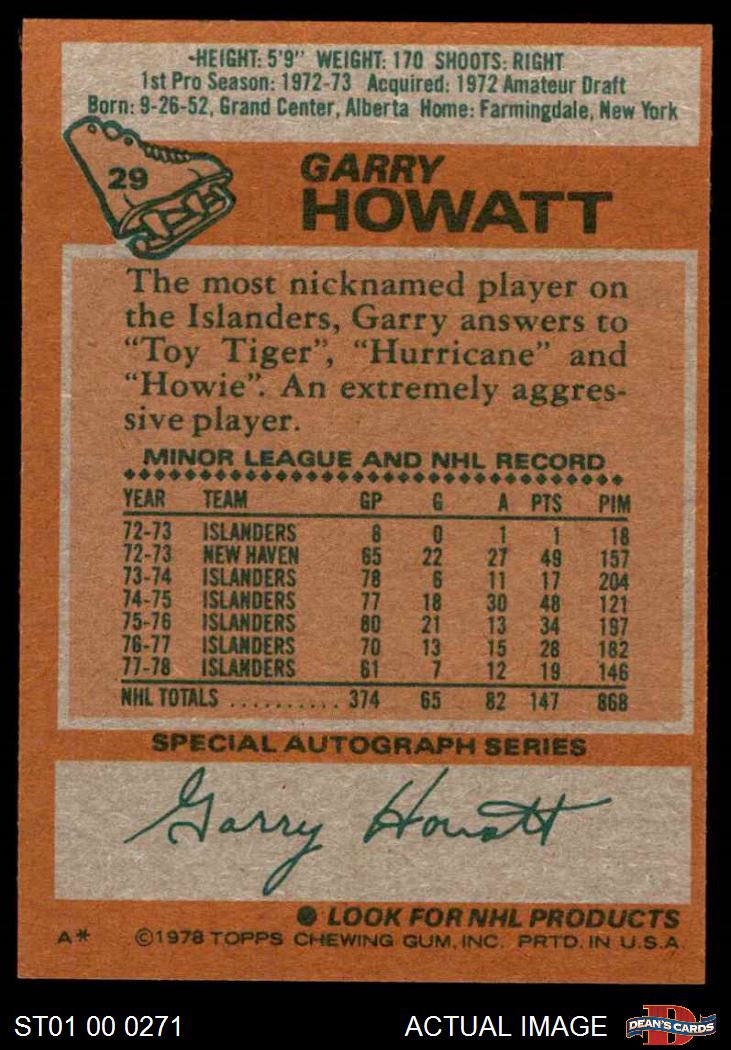 -HEIGHT: 5'9" WEIGHT: 170 SHOOTS: RIGHT
1st Pro Season: 1972-73 Acquired: 1972 Amateur Draft
Born: 9-26-52, Grand Center, Alberta Home: Farmingdale, New York
29
GARRY
HOWATT
The most nicknamed player on
the Islanders, Garry answers to
"Toy Tiger", "Hurricane" and
"Howie". An extremely aggres-
sive player.
MINOR LEAGUE AND NHL RECORD
YEAR TEAM GP G A PTS PIM
72-73 ISLANDERS 8 0 1 1 18
72-73 NEW HAVEN 65 22 27 49 157
73-74 ISLANDERS 78 6 11 17 204
74-75 ISLANDERS 77 18 30 48 121
75-76 ISLANDERS 80 21 13 34 197
76-77 ISLANDERS 70 13 15 28 182
77-78 ISLANDERS 61 7 12 19 146
NHL TOTALS .......... 374 65 82 147 868
SPECIAL AUTOGRAPH SERIES
Garry Howatt
LOOK FOR NHL PRODUCTS
A* ©1978 TOPPS CHEWING GUM, INC. PRTD. IN U.S.A.
ST01 00 0271 ACTUAL IMAGE D DEAN'S CARDS